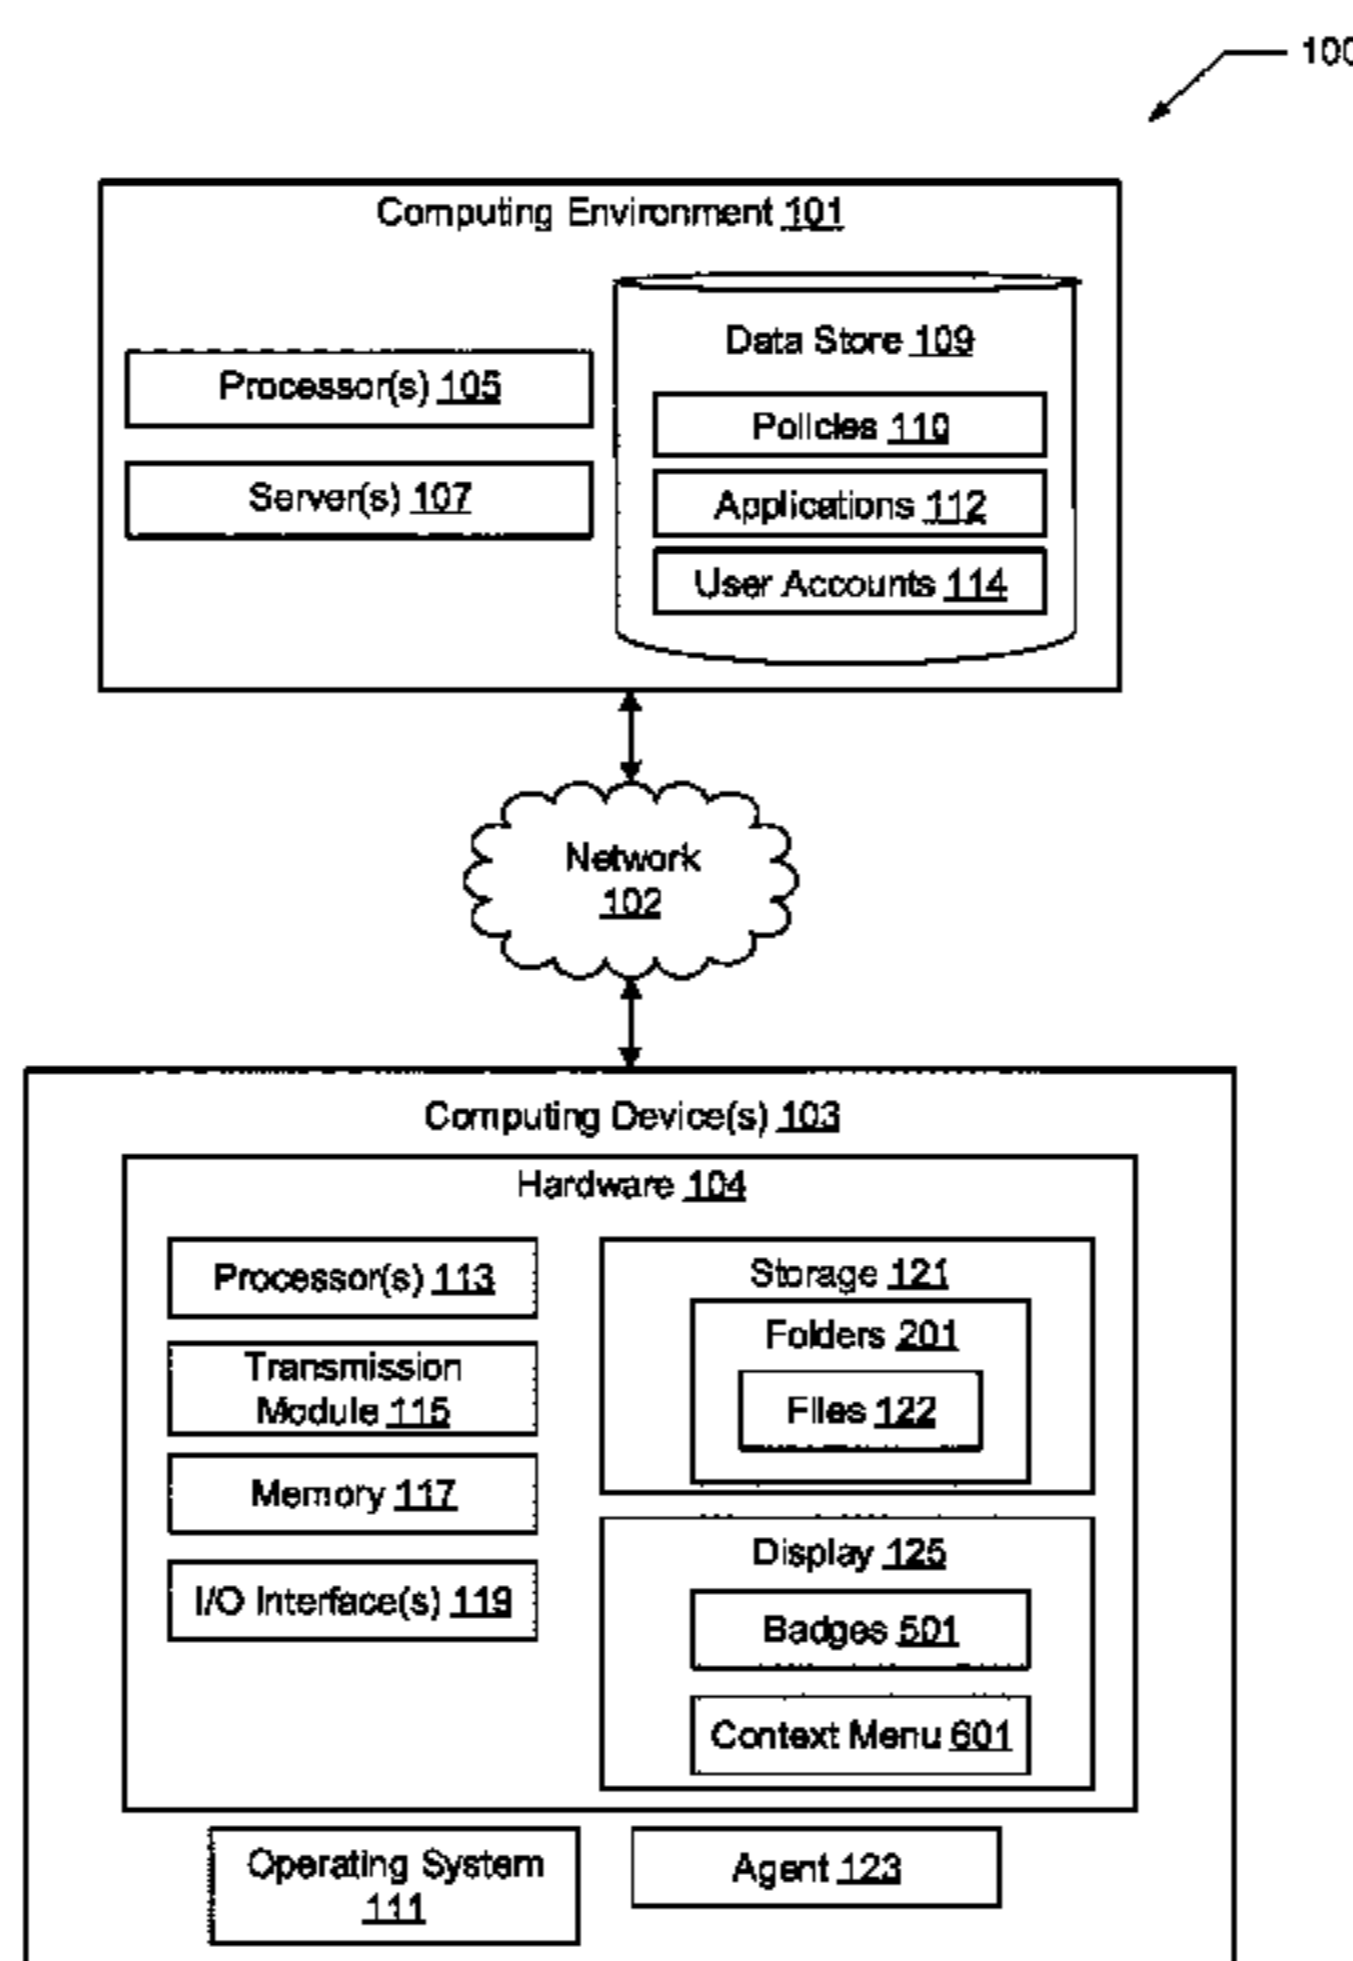 100
Computing Environment 101
Data Store 109
Processor(s) 105
Policies 110
Server(s) 107
Applications 112
User Accounts 114
Network
102
Computing Device(s) 103
Hardware 104
Processor(s) 113
Storage 121
Folders 201
Transmission
Module 115
Files 122
Memory 117
Display 125
I/O Interface(s) 119
Badges 501
Context Menu 601
Operating System
111
Agent 123